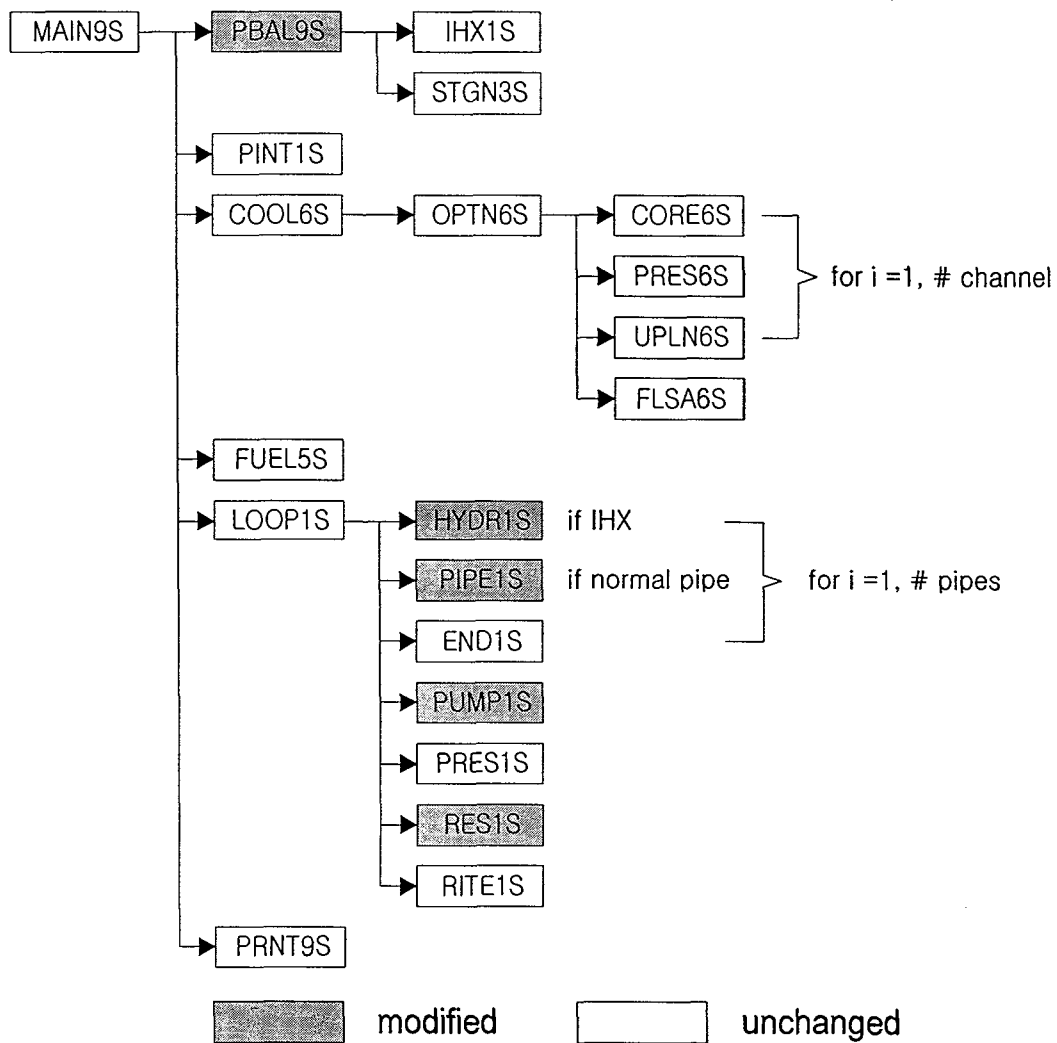 MAIN9S
PBAL9S
IHX1S
STGN3S
PINT1S
COOL6S
OPTN6S
CORE6S
PRES6S
for i =1, # channel
UPLN6S
FLSA6S
FUEL5S
LOOP1S
HYDR1S if IHX
PIPE1S if normal pipe
for i =1, # pipes
END1S
PUMP1S
PRES1S
RES1S
RITE1S
PRNT9S
modified
unchanged